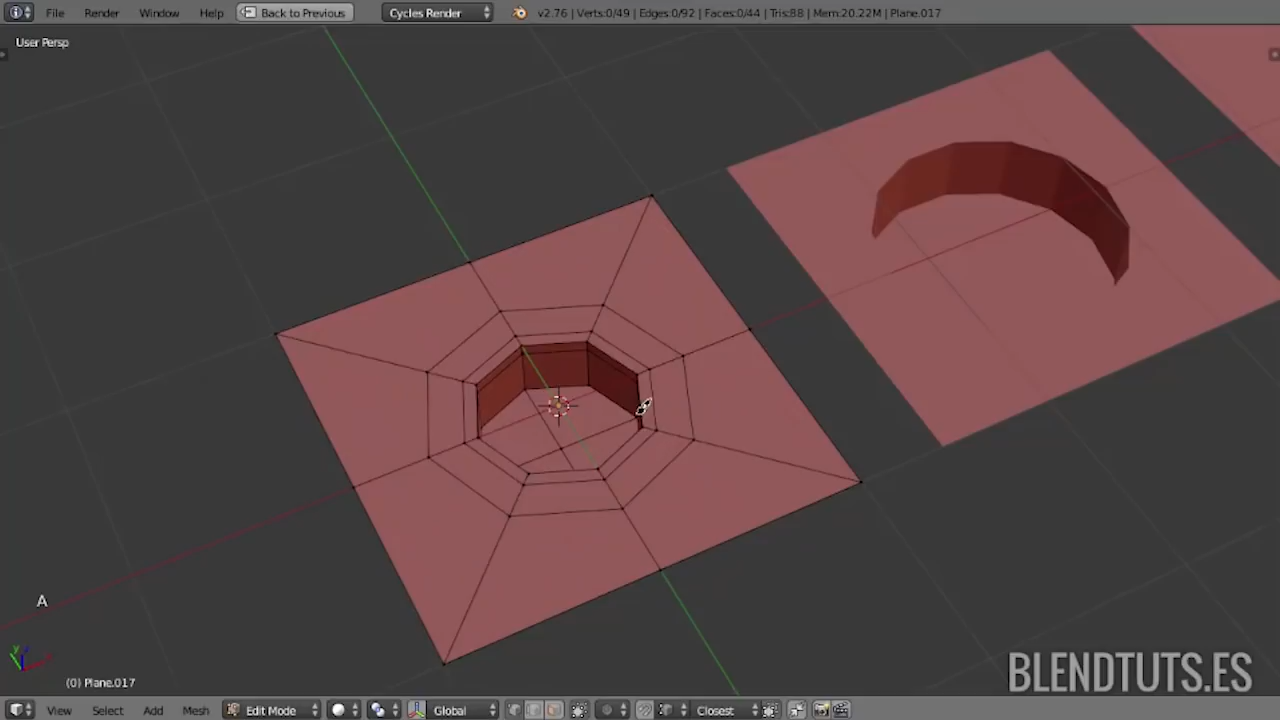 File Render Window Help Back to Previous Cycles Render v2.76 | Verts:0/49 | Edges:0/92 | Faces:0/44 | Tris:88 | Mem:20.22M | Plane.017
User Persp
A
y
(0) Plane.017
BLENDTUTS.ES
View Select Add Mesh Edit Mode Global Closest